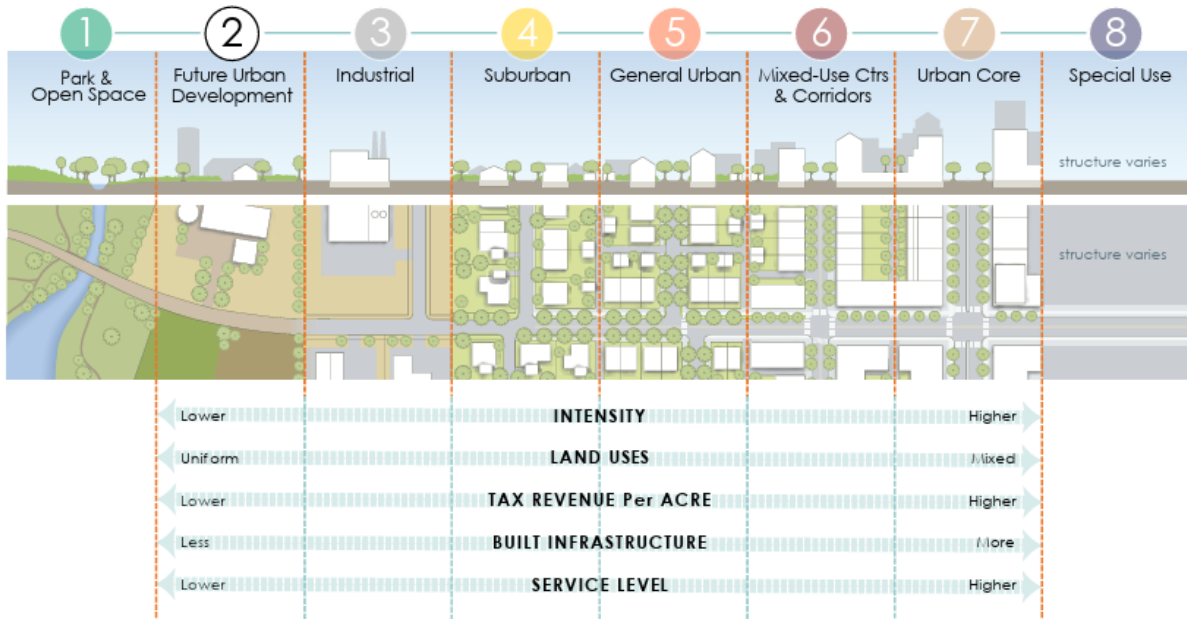 1
2
3
4
5
6
7
8
Park &
Open Space
Future Urban
Development
Industrial
Suburban
General Urban
Mixed-Use Ctrs
& Corridors
Urban Core
Special Use
structure varies
structure varies
Lower INTENSITY Higher
Uniform LAND USES Mixed
Lower TAX REVENUE Per ACRE Higher
Less BUILT INFRASTRUCTURE More
Lower SERVICE LEVEL Higher